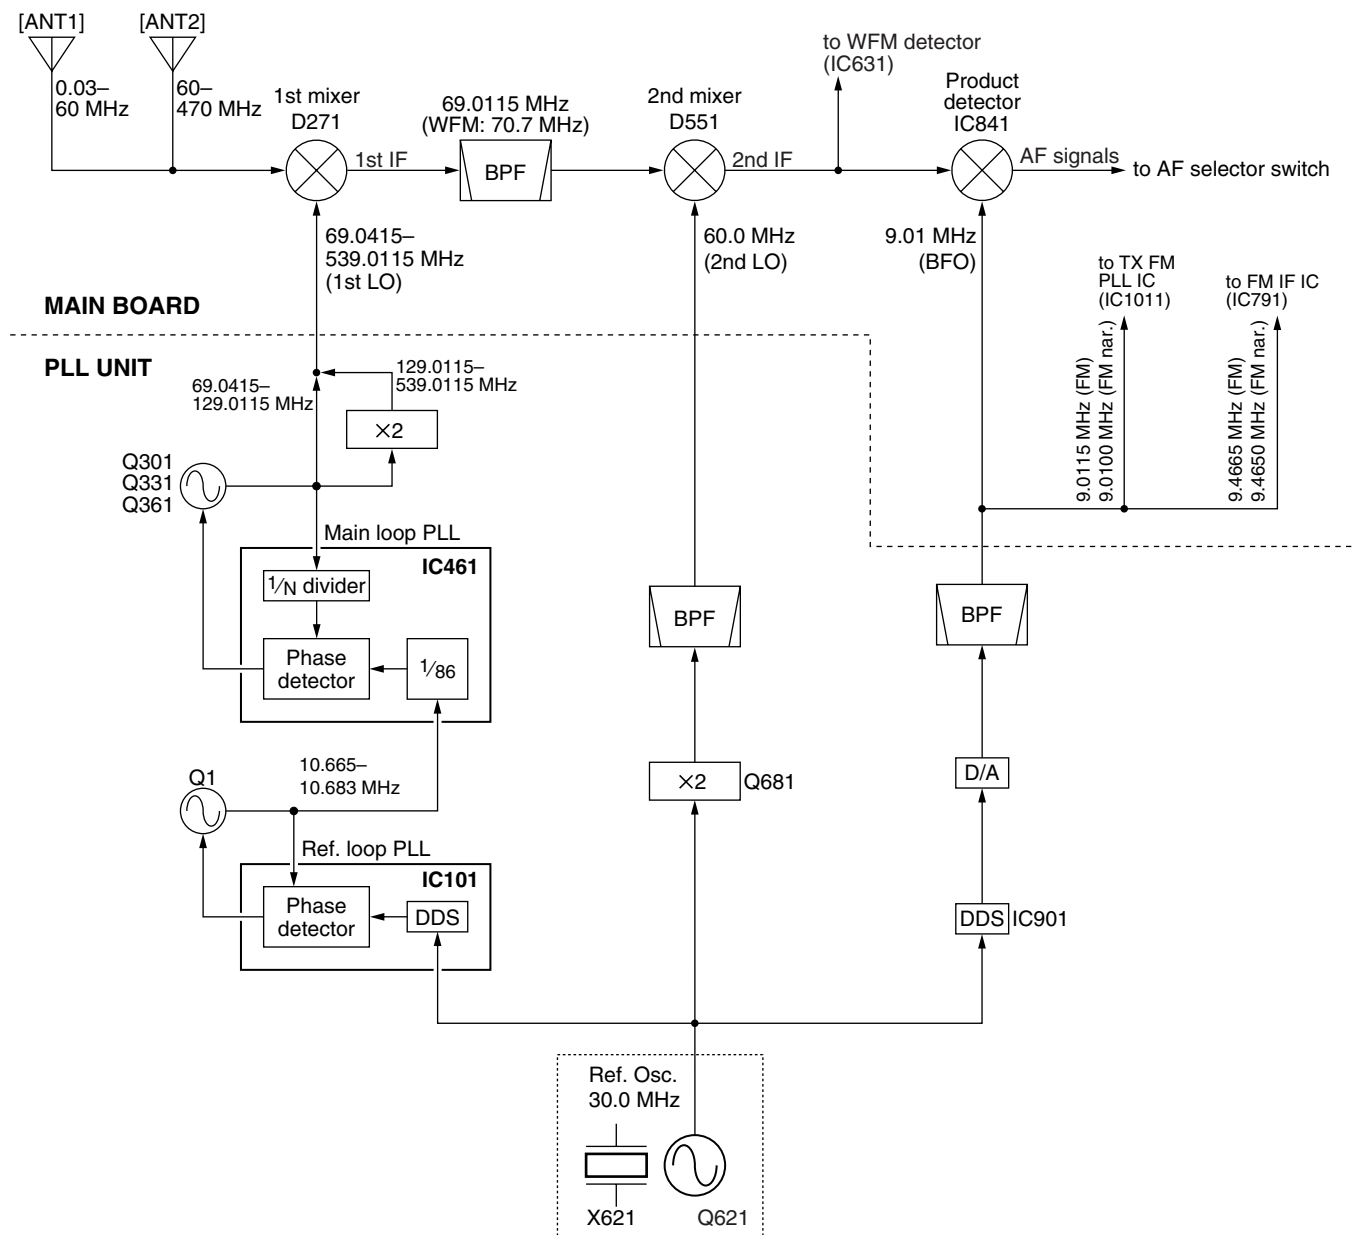 [ANT1]
[ANT2]
0.03–
60 MHz
60–
470 MHz
1st mixer
D271
1st IF
69.0115 MHz
(WFM: 70.7 MHz)
BPF
2nd mixer
D551
2nd IF
to WFM detector
(IC631)
Product
detector
IC841
AF signals
to AF selector switch
69.0415–
539.0115 MHz
(1st LO)
60.0 MHz
(2nd LO)
9.01 MHz
(BFO)
to TX FM
PLL IC
(IC1011)
to FM IF IC
(IC791)
MAIN BOARD
PLL UNIT
9.0115 MHz (FM)
9.0100 MHz (FM nar.)
9.4665 MHz (FM)
9.4650 MHz (FM nar.)
69.0415–
129.0115 MHz
129.0115–
539.0115 MHz
×2
Q301
Q331
Q361
Main loop PLL
IC461
1/N divider
Phase
detector
1/86
BPF
BPF
10.665–
10.683 MHz
Q1
×2
Q681
D/A
Ref. loop PLL
IC101
Phase
detector
DDS
DDS
IC901
Ref. Osc.
30.0 MHz
X621
Q621